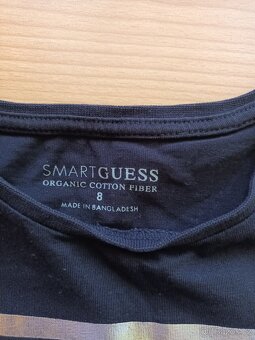 SMARTGUESS
ORGANIC COTTON FIBER
8
MADE IN BANGLADESH